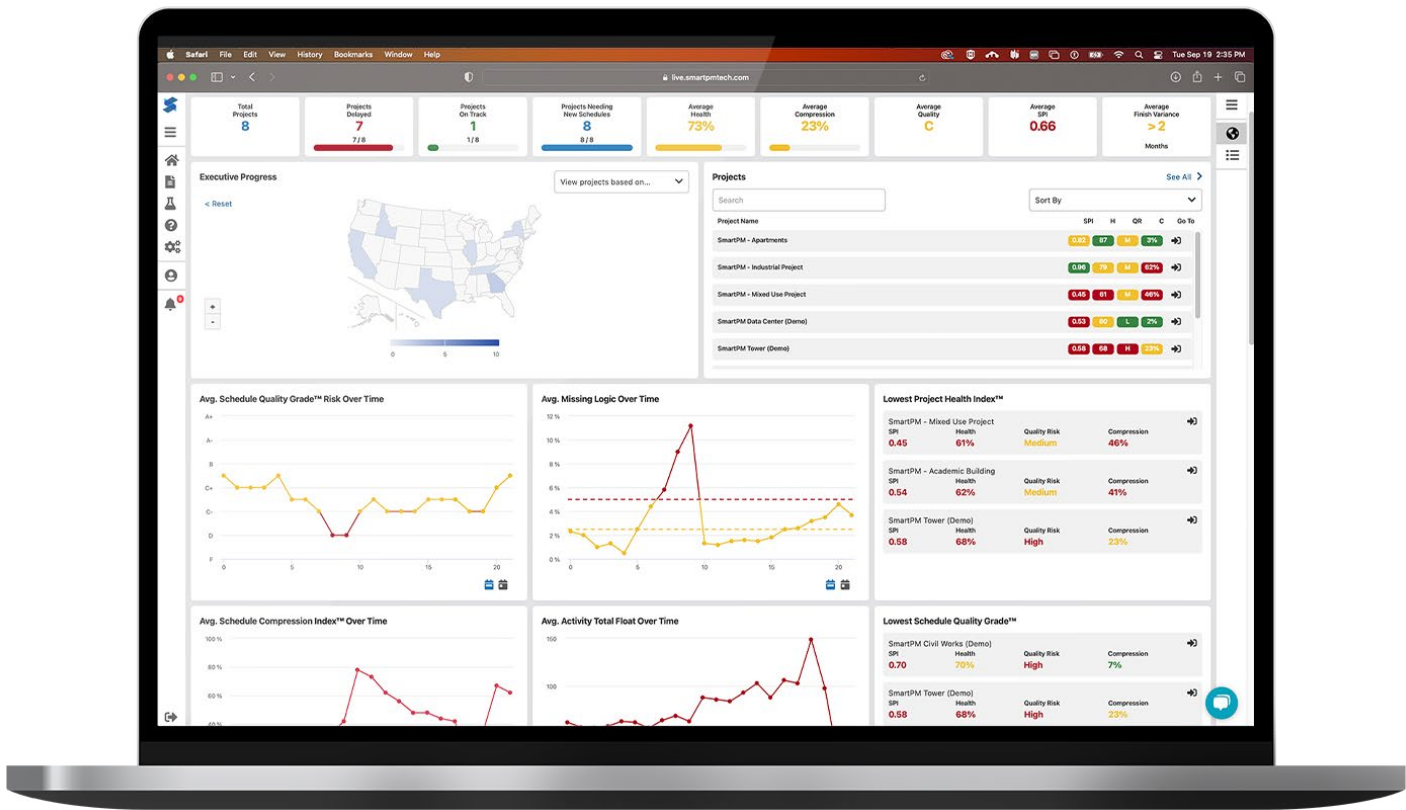 Safari File Edit View History Bookmarks Window Help
Tue Sep 19 2:35 PM
live.smartpmtech.com
Total
Projects
8
Projects
Delayed
7
7/8
Projects
On Track
1
1/8
Projects Needing
New Schedules
8
8/8
Average
Health
73%
Average
Compression
23%
Average
Quality
C
Average
SPI
0.66
Average
Finish Variance
> 2
Months
Executive Progress
View projects based on...
< Reset
+
-
0 5 10
Projects
See All
Search
Sort By
Project Name SPI H QR C Go To
SmartPM - Apartments 0.82 87 M 3%
SmartPM - Industrial Project 0.96 79 M 62%
SmartPM - Mixed Use Project 0.45 61 M 46%
SmartPM Data Center (Demo) 0.53 80 L 2%
SmartPM Tower (Demo) 0.58 68 H 23%
Avg. Schedule Quality Grade™ Risk Over Time
A+
A-
B
C+
C-
D
F
0 5 10 15 20
Avg. Missing Logic Over Time
12 %
10 %
8 %
6 %
4 %
2 %
0 %
0 5 10 15 20
Lowest Project Health Index™
SmartPM - Mixed Use Project
SPI Health Quality Risk Compression
0.45 61% Medium 46%
SmartPM - Academic Building
SPI Health Quality Risk Compression
0.54 62% Medium 41%
SmartPM Tower (Demo)
SPI Health Quality Risk Compression
0.58 68% High 23%
Avg. Schedule Compression Index™ Over Time
100 %
80 %
60 %
40 %
Avg. Activity Total Float Over Time
150
100
Lowest Schedule Quality Grade™
SmartPM Civil Works (Demo)
SPI Health Quality Risk Compression
0.70 70% High 7%
SmartPM Tower (Demo)
SPI Health Quality Risk Compression
0.58 68% High 23%